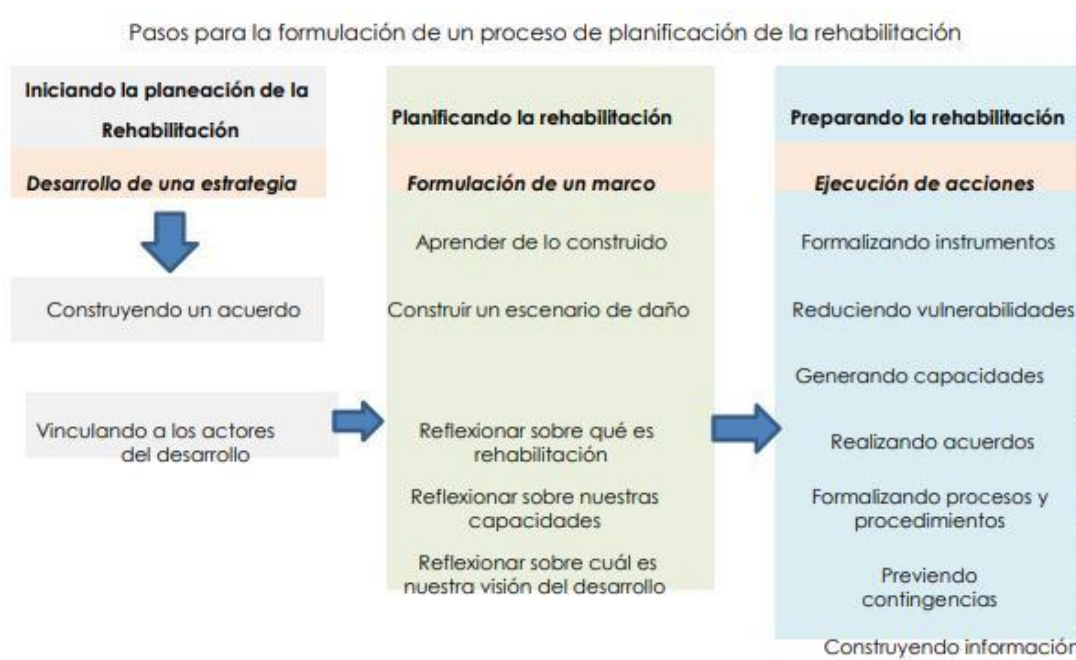 Pasos para la formulación de un proceso de planificación de la rehabilitación
Iniciando la planeación de la
Rehabilitación
Desarrollo de una estrategia
Construyendo un acuerdo
Vinculando a los actores
del desarrollo
Planificando la rehabilitación
Formulación de un marco
Aprender de lo construido
Construir un escenario de daño
Reflexionar sobre qué es
rehabilitación
Reflexionar sobre nuestras
capacidades
Reflexionar sobre cuál es
nuestra visión del desarrollo
Preparando la rehabilitación
Ejecución de acciones
Formalizando instrumentos
Reduciendo vulnerabilidades
Generando capacidades
Realizando acuerdos
Formalizando procesos y
procedimientos
Previendo
contingencias
Construyendo información